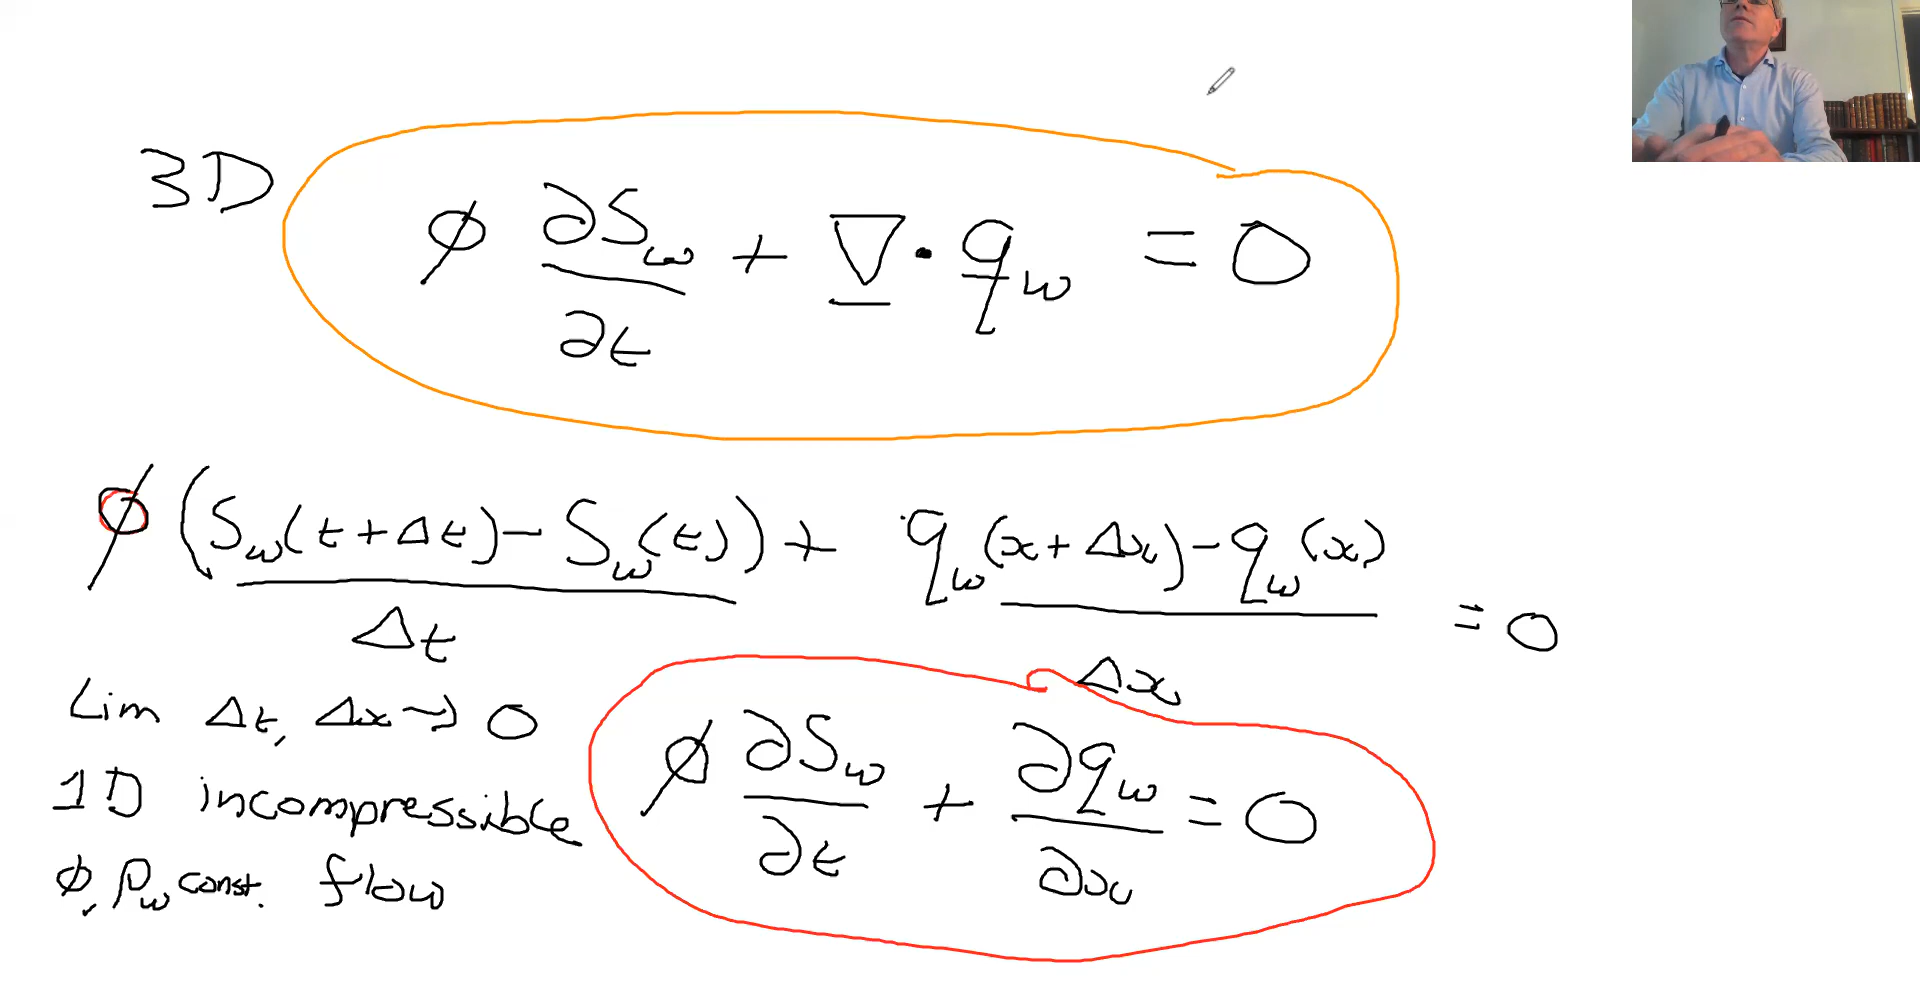 3D ϕ ∂S_w/∂t + ∇ · q_w = 0
ϕ (S_w(t+Δt) − S_w(t))/Δt + (q_w(x+Δx) − q_w(x))/Δx = 0
Lim Δt, Δx → 0
1D incompressible
ϕ, ρ_w const. flow
ϕ ∂S_w/∂t + ∂q_w/∂x = 0